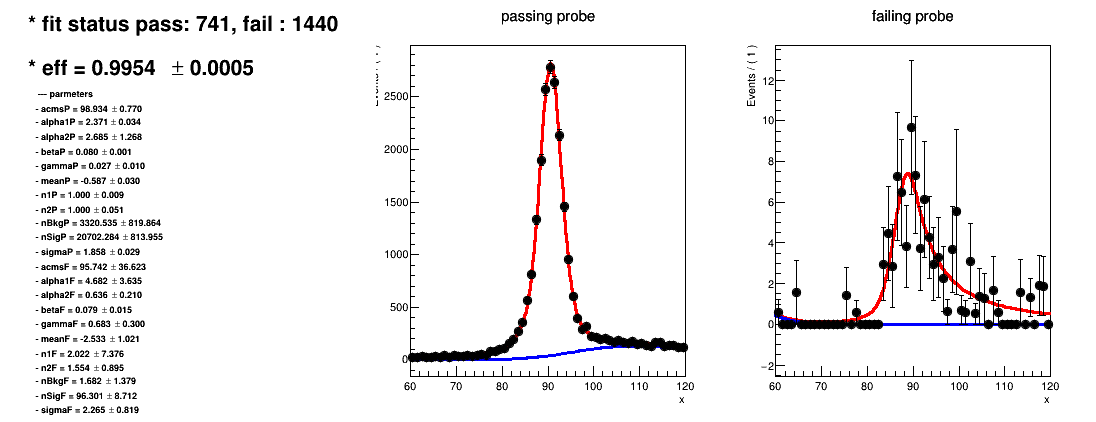 * fit status pass: 741, fail : 1440
* eff = 0.9954 ± 0.0005
--- parmeters
- acmsP = 98.934 ± 0.770
- alpha1P = 2.371 ± 0.034
- alpha2P = 2.685 ± 1.268
- betaP = 0.080 ± 0.001
- gammaP = 0.027 ± 0.010
- meanP = -0.587 ± 0.030
- n1P = 1.000 ± 0.009
- n2P = 1.000 ± 0.051
- nBkgP = 3320.535 ± 819.864
- nSigP = 20702.284 ± 813.955
- sigmaP = 1.858 ± 0.029
- acmsF = 95.742 ± 36.623
- alpha1F = 4.682 ± 3.635
- alpha2F = 0.636 ± 0.210
- betaF = 0.079 ± 0.015
- gammaF = 0.683 ± 0.300
- meanF = -2.533 ± 1.021
- n1F = 2.022 ± 7.376
- n2F = 1.554 ± 0.895
- nBkgF = 1.682 ± 1.379
- nSigF = 96.301 ± 8.712
- sigmaF = 2.265 ± 0.819
passing probe
2500
2000
1500
1000
500
0
60 70 80 90 100 110 120
x
failing probe
Events / ( 1 )
12
10
8
6
4
2
0
−2
60 70 80 90 100 110 120
x